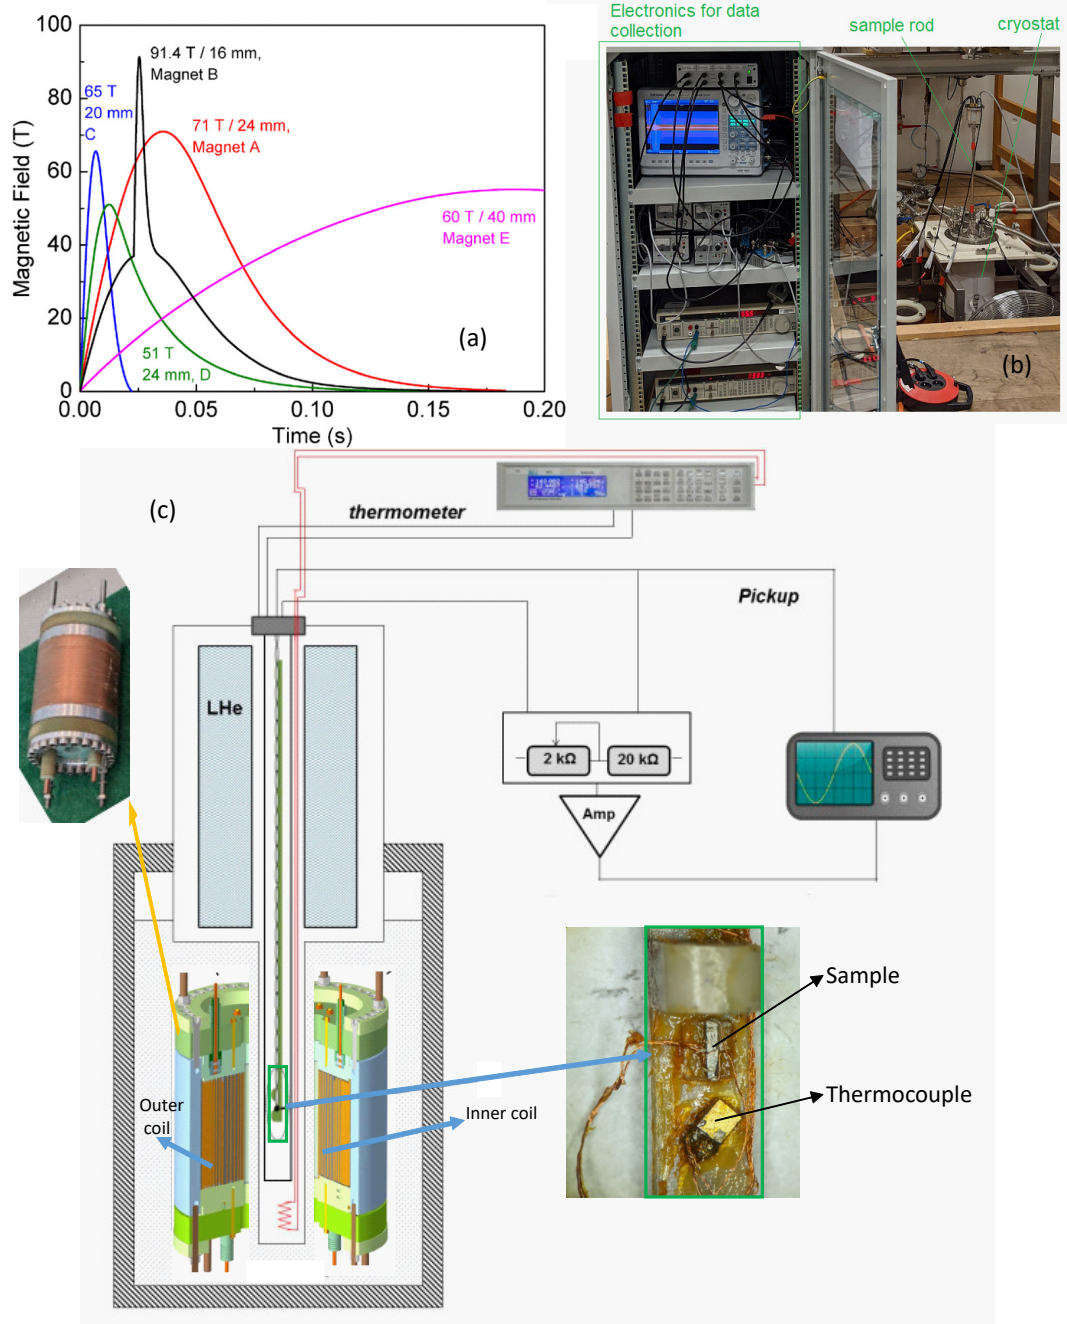 100
80
60
40
20
0
Magnetic Field (T)
0.00
0.05
0.10
0.15
0.20
Time (s)
91.4 T / 16 mm,
Magnet B
65 T
20 mm
C
71 T / 24 mm,
Magnet A
60 T / 40 mm
Magnet E
51 T
24 mm, D
(a)
Electronics for data
collection
sample rod
cryostat
(b)
(c)
thermometer
Pickup
LHe
2 kΩ
20 kΩ
Amp
Outer
coil
Inner coil
Sample
Thermocouple